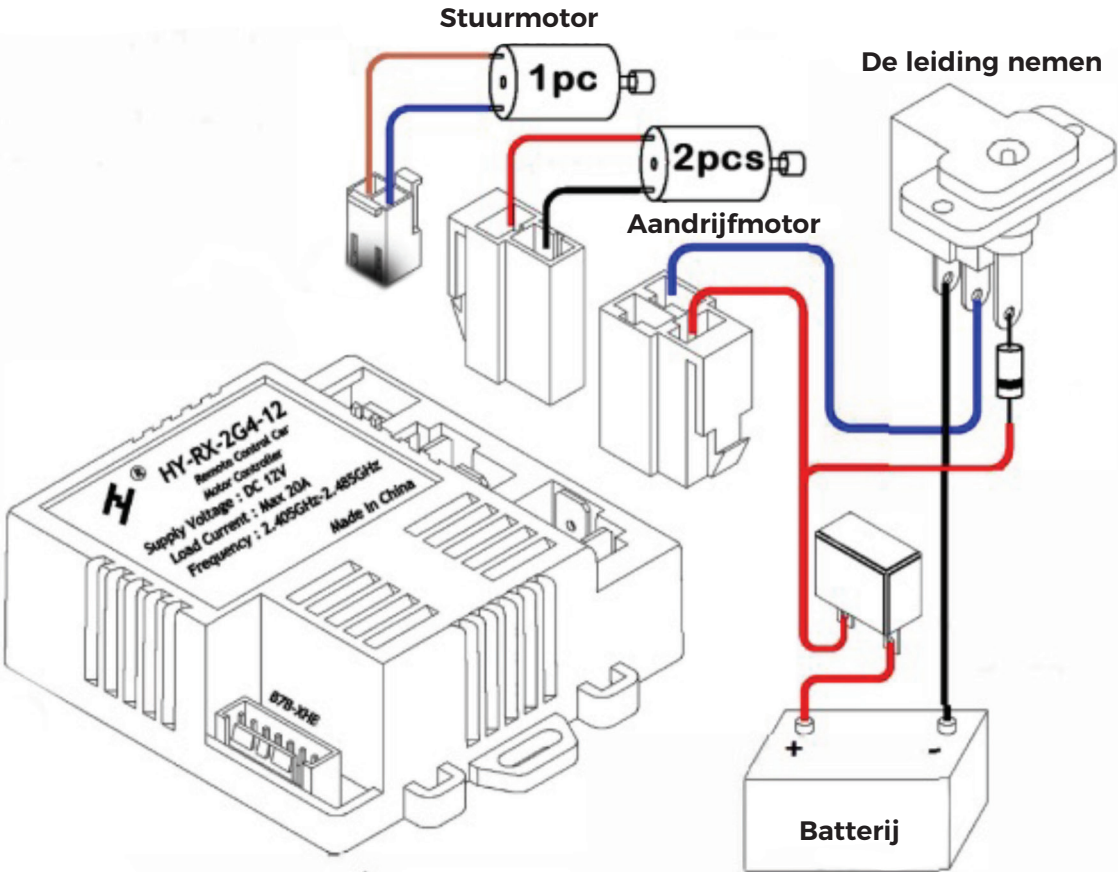 Stuurmotor
1pc
De leiding nemen
2pcs
Aandrijfmotor
HY-RX-2G4-12
Remote Control Car
Motor Controller
Supply Voltage : DC 12V
Load Current : Max 20A
Frequency : 2.405GHz-2.485GHz
Made in China
®
B7B-XHB
+ -
Batterij